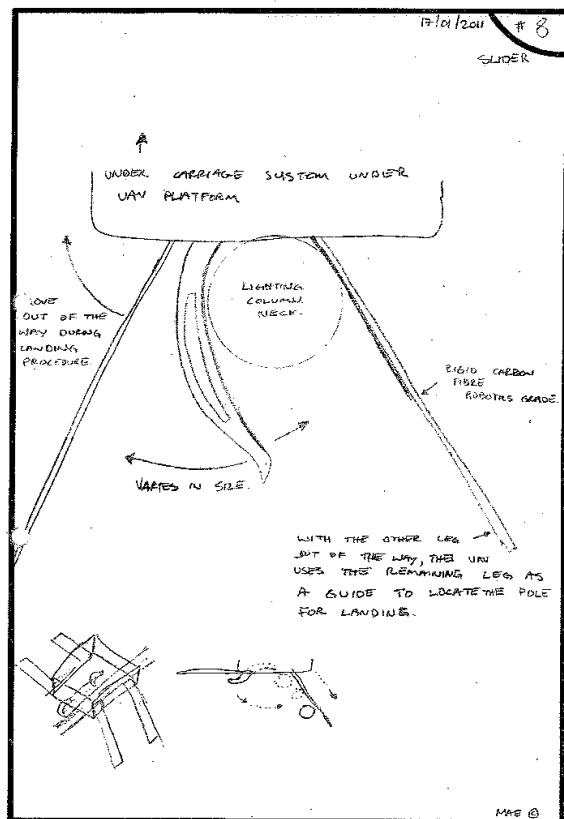 17/01/2011 # 8
SLIDER
UNDER CARRIAGE SYSTEM UNDER
UAV PLATFORM
OVE
OUT OF THE
WAY DURING
LANDING
PROCEDURE.
LIGHTING
COLUMN
NECK.
RIGID CARBON
FIBRE
ROBOTICS GRADE.
VARIES IN SIZE.
WITH THE OTHER LEG
OUT OF THE WAY, THE UAV
USES THE REMAINING LEG AS
A GUIDE TO LOCATE THE POLE
FOR LANDING.
MAE ©